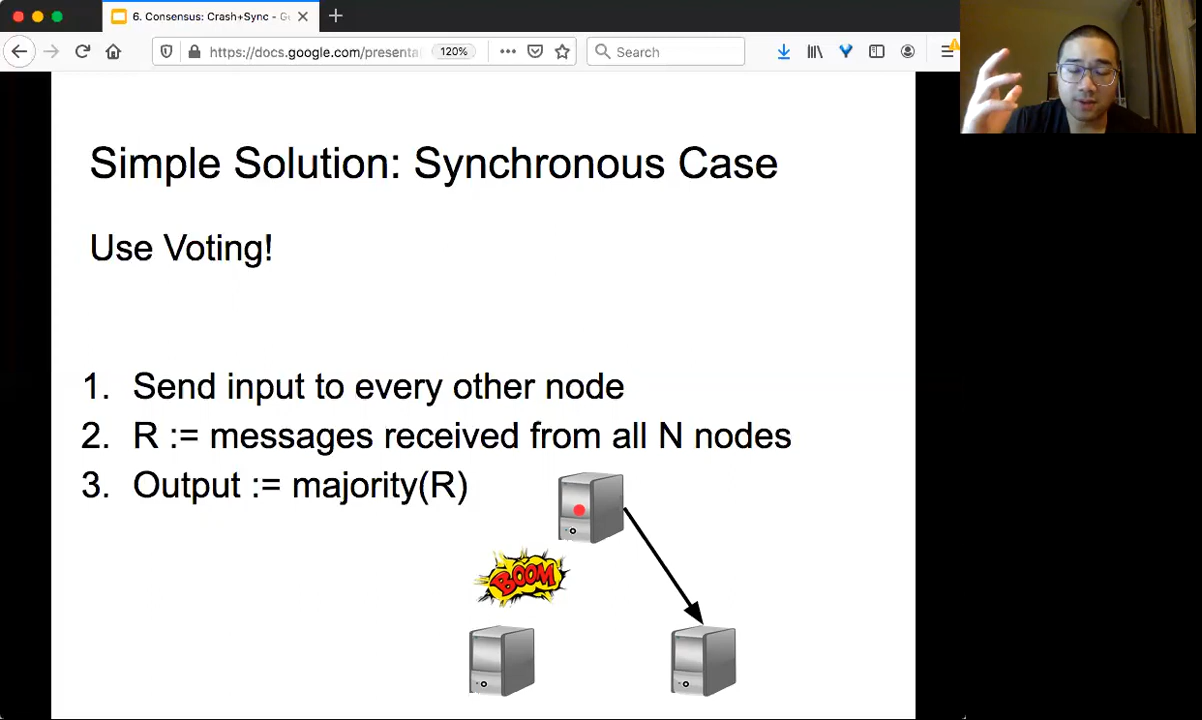 6. Consensus: Crash+Sync - G
https://docs.google.com/presenta
120%
Search
Simple Solution: Synchronous Case
Use Voting!
1. Send input to every other node
2. R := messages received from all N nodes
3. Output := majority(R)
BOOM